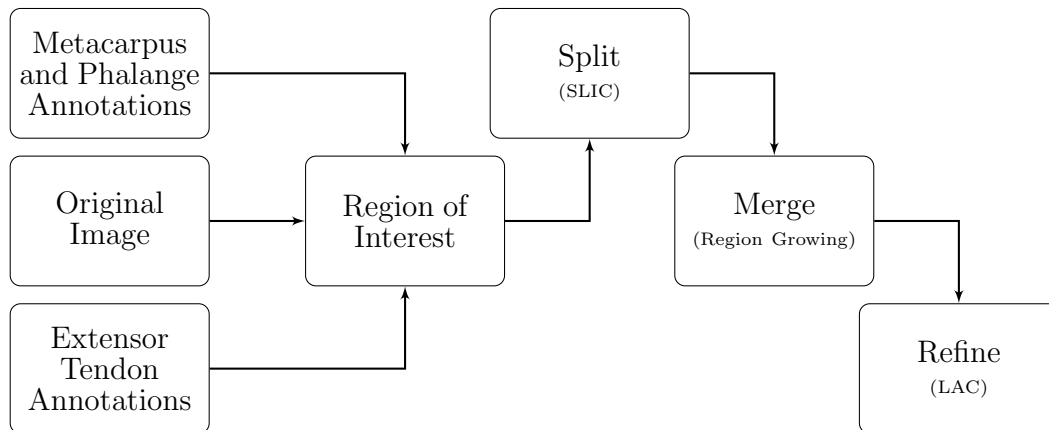 Metacarpus
and Phalange
Annotations
Original
Image
Extensor
Tendon
Annotations
Region of
Interest
Split
(SLIC)
Merge
(Region Growing)
Refine
(LAC)